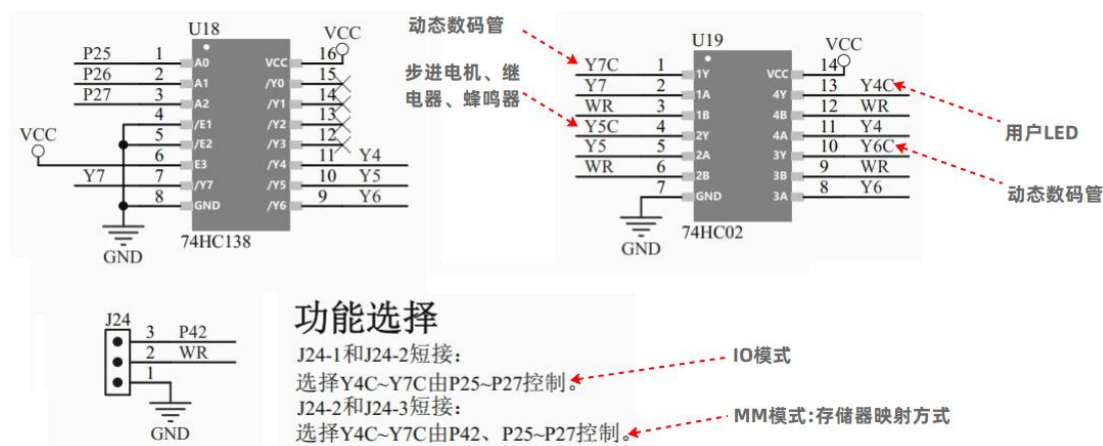 U18
VCC
P25 1 A0 VCC 16
P26 2 A1 /Y0 15
P27 3 A2 /Y1 14
4 /E1 /Y2 13
VCC 5 /E2 /Y3 12
6 E3 /Y4 11 Y4
Y7 7 /Y7 /Y5 10 Y5
8 GND /Y6 9 Y6
74HC138
GND
动态数码管
步进电机、继
电器、蜂鸣器
U19
VCC
Y7C 1 1Y VCC 14
Y7 2 1A 4Y 13 Y4C
WR 3 1B 4B 12 WR
Y5C 4 2Y 4A 11 Y4
Y5 5 2A 3Y 10 Y6C
WR 6 2B 3B 9 WR
7 GND 3A 8 Y6
74HC02
GND
用户LED
动态数码管
J24
3 P42
2 WR
1
GND
功能选择
J24-1和J24-2短接：
选择Y4C~Y7C由P25~P27控制。
J24-2和J24-3短接：
选择Y4C~Y7C由P42、P25~P27控制。
IO模式
MM模式:存储器映射方式